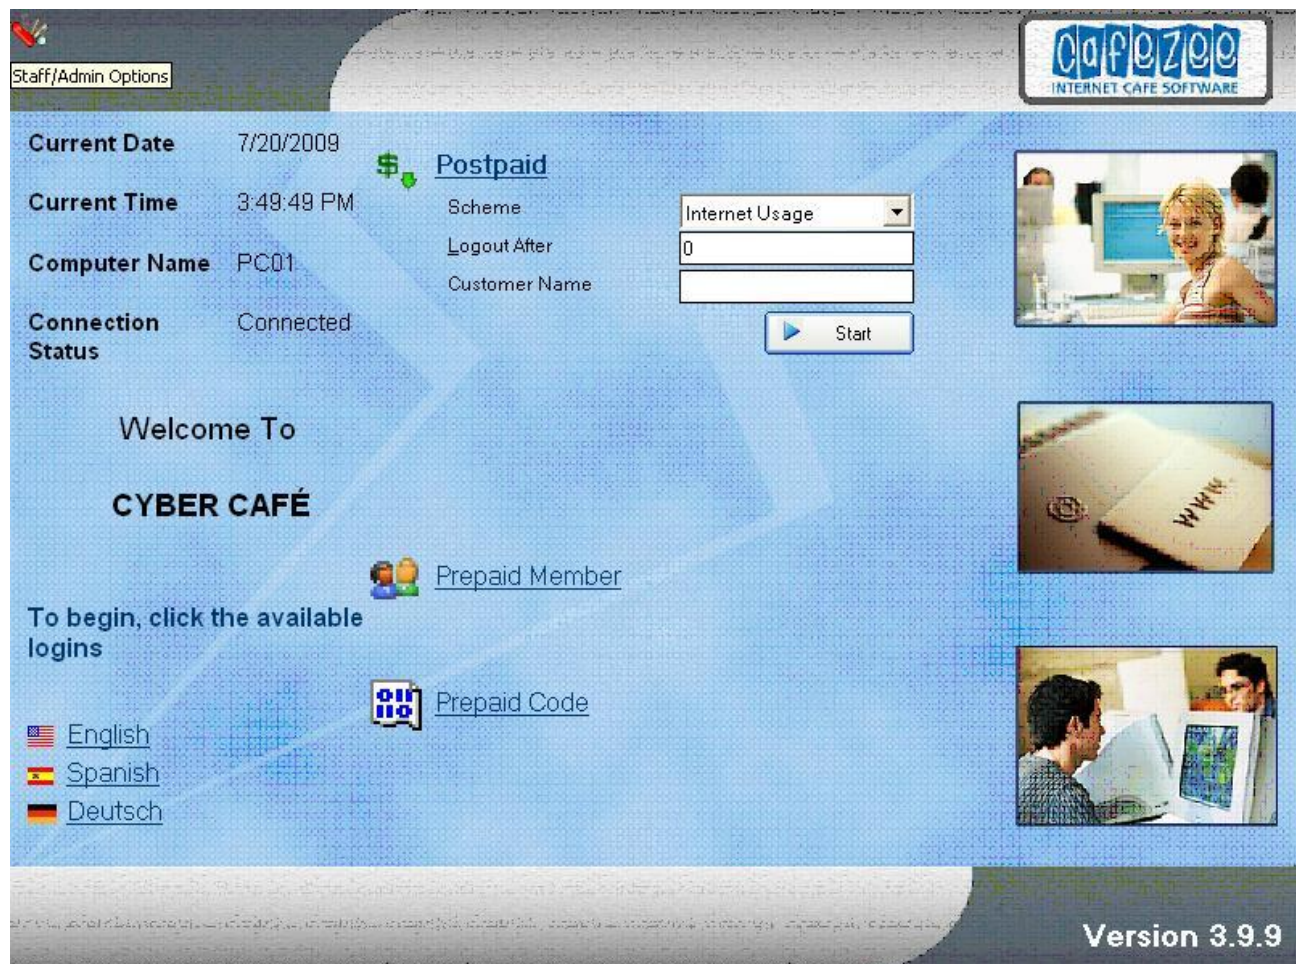 Staff/Admin Options
cafezee
INTERNET CAFE SOFTWARE
Current Date 7/20/2009
Current Time 3:49:49 PM
Computer Name PC01
Connection Status Connected
Postpaid
Scheme Internet Usage
Logout After 0
Customer Name
Start
Welcome To
CYBER CAFÉ
Prepaid Member
To begin, click the available
logins
Prepaid Code
English
Spanish
Deutsch
@
www.
Version 3.9.9